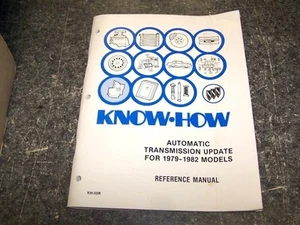 KNOW·HOW
AUTOMATIC
TRANSMISSION UPDATE
FOR 1979-1982 MODELS
REFERENCE MANUAL